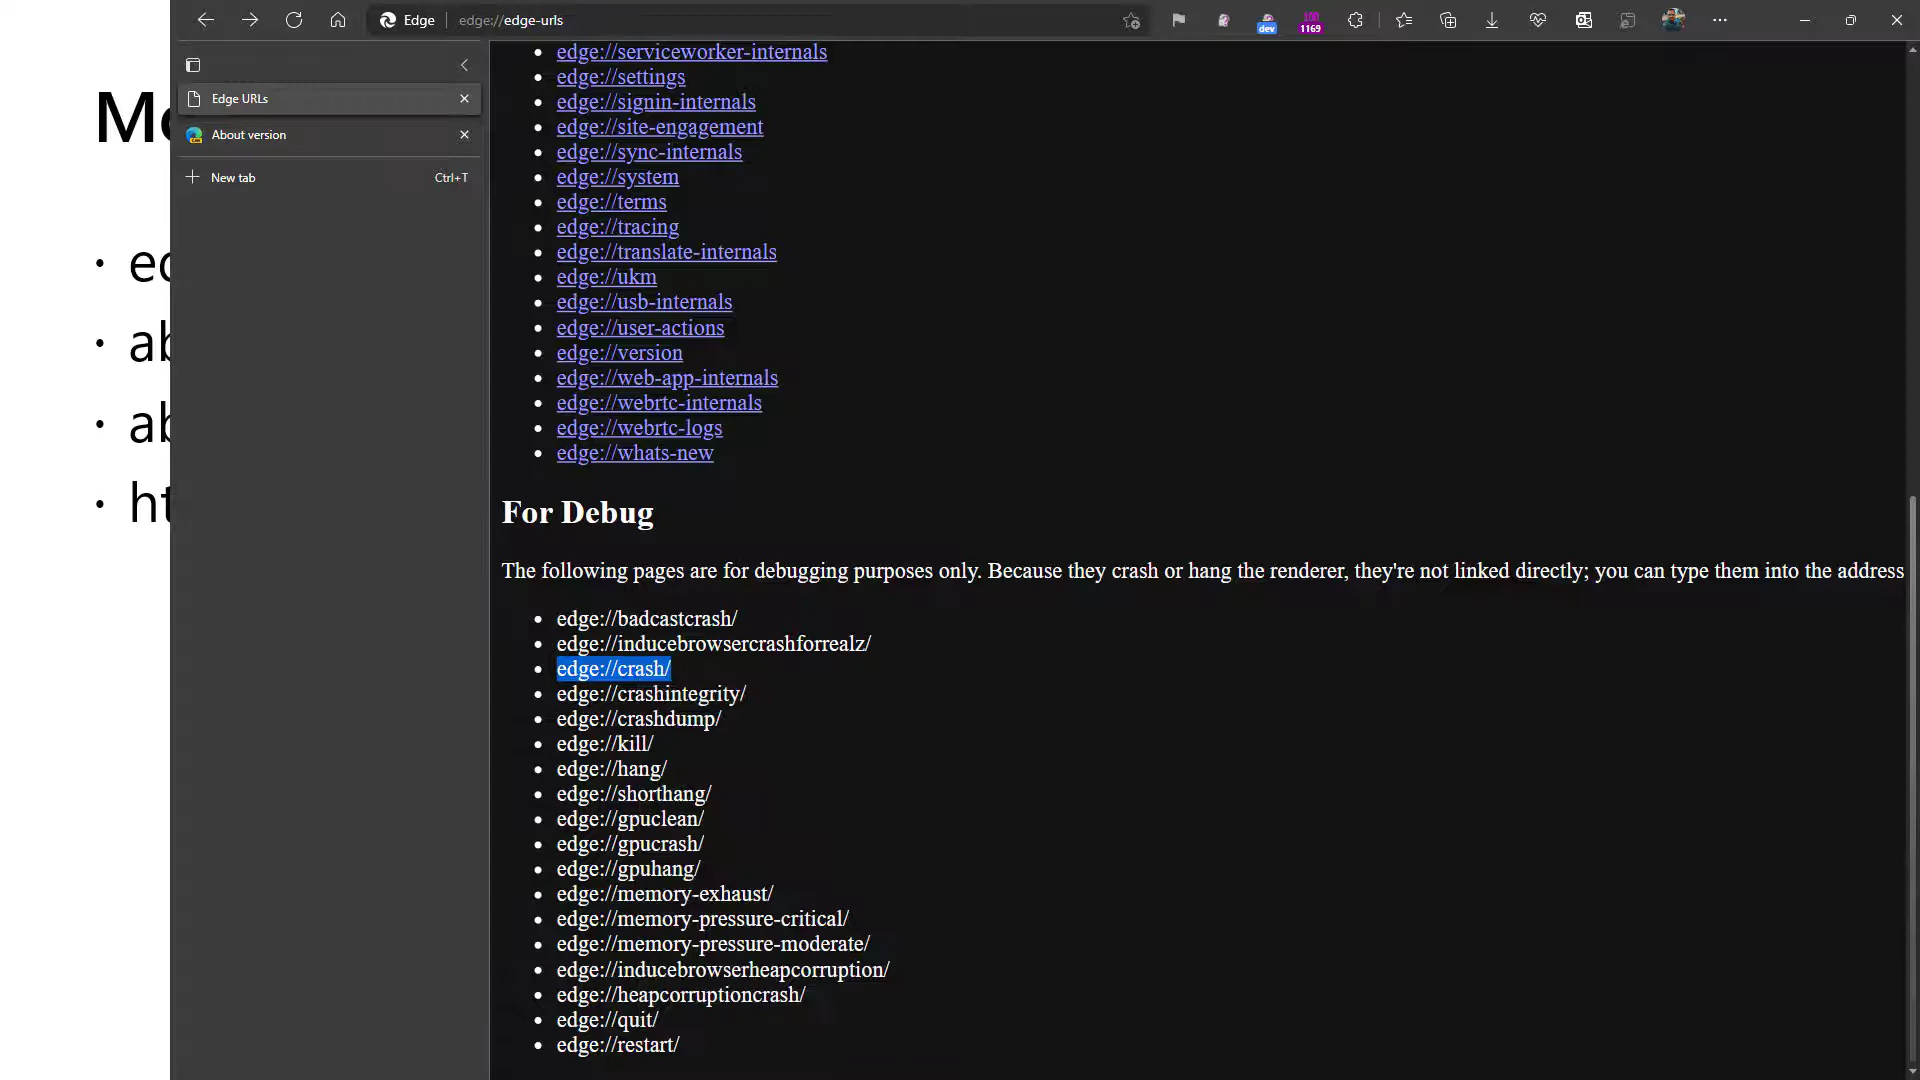 Edge
edge://edge-urls
dev
100
1169
Edge URLs
About version
New tab
Ctrl+T
edge://serviceworker-internals
edge://settings
edge://signin-internals
edge://site-engagement
edge://sync-internals
edge://system
edge://terms
edge://tracing
edge://translate-internals
edge://ukm
edge://usb-internals
edge://user-actions
edge://version
edge://web-app-internals
edge://webrtc-internals
edge://webrtc-logs
edge://whats-new
For Debug
The following pages are for debugging purposes only. Because they crash or hang the renderer, they're not linked directly; you can type them into the address
edge://badcastcrash/
edge://inducebrowsercrashforrealz/
edge://crash/
edge://crashintegrity/
edge://crashdump/
edge://kill/
edge://hang/
edge://shorthang/
edge://gpuclean/
edge://gpucrash/
edge://gpuhang/
edge://memory-exhaust/
edge://memory-pressure-critical/
edge://memory-pressure-moderate/
edge://inducebrowserheapcorruption/
edge://heapcorruptioncrash/
edge://quit/
edge://restart/